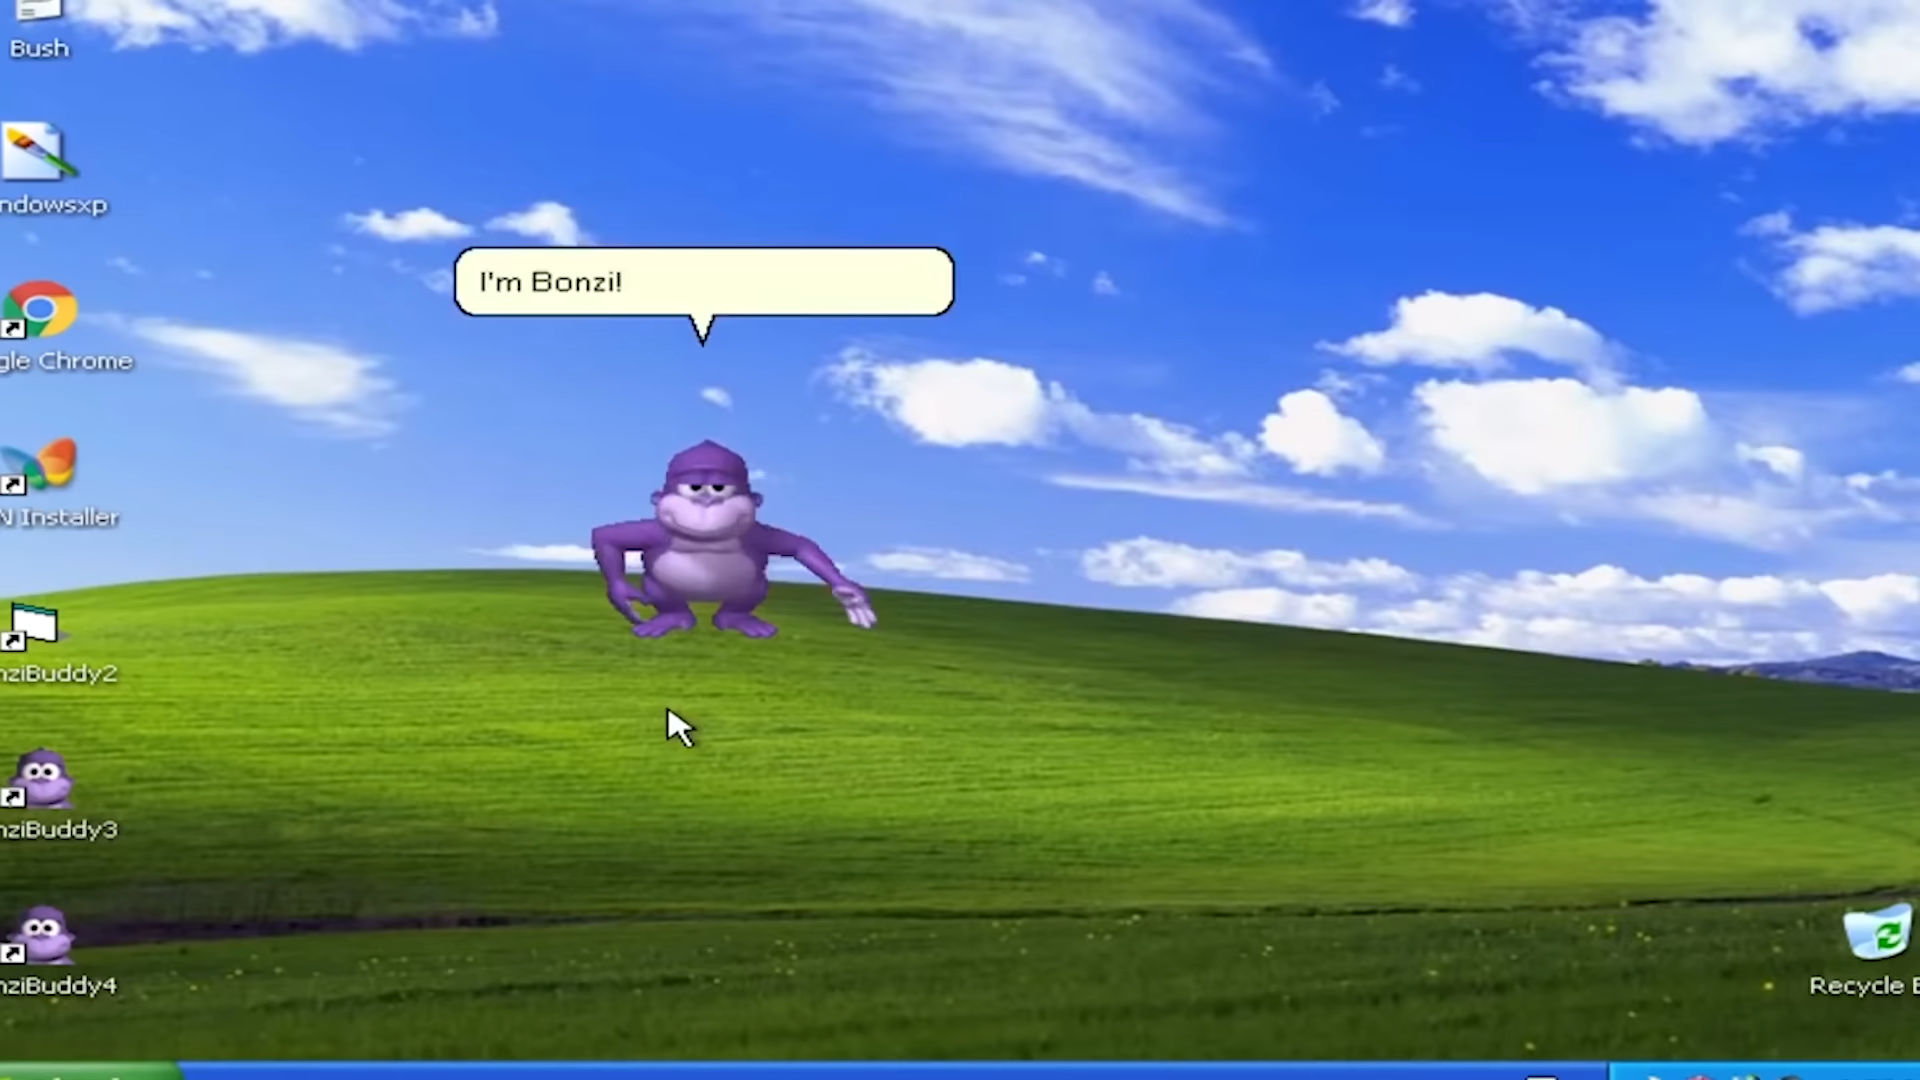 Bush
ndowsxp
I'm Bonzi!
gle Chrome
N Installer
nziBuddy2
nziBuddy3
nziBuddy4
Recycle B